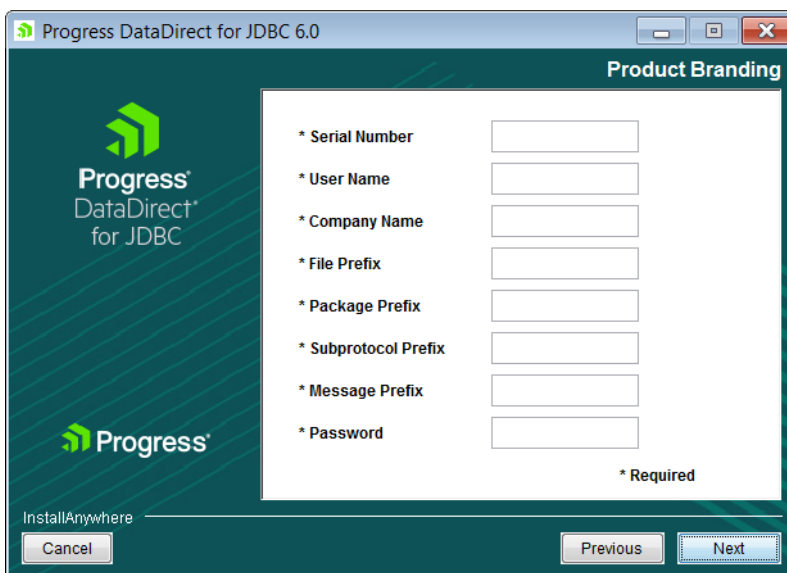 Progress DataDirect for JDBC 6.0
Product Branding
Progress®
DataDirect®
for JDBC
* Serial Number
* User Name
* Company Name
* File Prefix
* Package Prefix
* Subprotocol Prefix
* Message Prefix
* Password
* Required
Progress®
InstallAnywhere
Cancel
Previous
Next